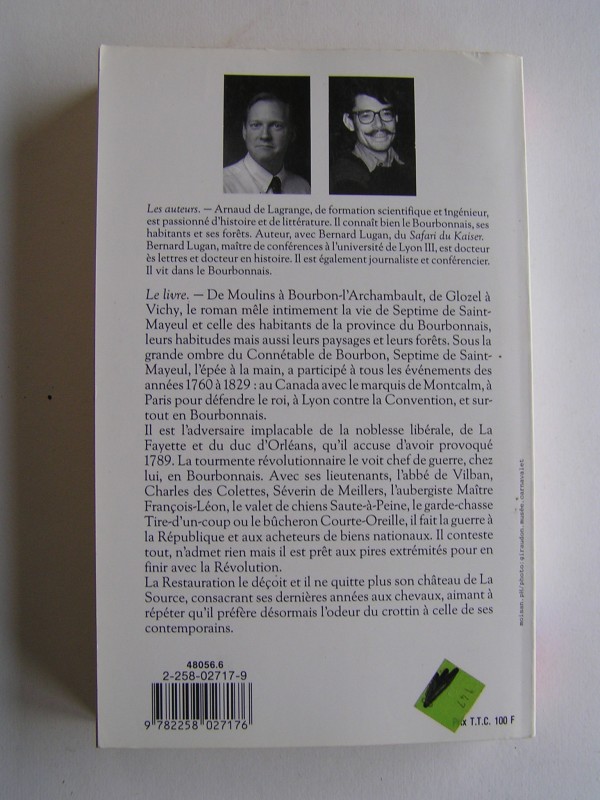 Les auteurs. — Arnaud de Lagrange, de formation scientifique et ingénieur,
est passionné d'histoire et de littérature. Il connaît bien le Bourbonnais, ses
habitants et ses forêts. Auteur, avec Bernard Lugan, du Safari du Kaiser.
Bernard Lugan, maître de conférences à l'université de Lyon III, est docteur
ès lettres et docteur en histoire. Il est également journaliste et conférencier.
Il vit dans le Bourbonnais.
Le livre. — De Moulins à Bourbon-l'Archambault, de Glozel à
Vichy, le roman mêle intimement la vie de Septime de Saint-
Mayeul et celle des habitants de la province du Bourbonnais,
leurs habitudes mais aussi leurs paysages et leurs forêts. Sous la
grande ombre du Connétable de Bourbon, Septime de Saint-
Mayeul, l'épée à la main, a participé à tous les événements des
années 1760 à 1829 : au Canada avec le marquis de Montcalm, à
Paris pour défendre le roi, à Lyon contre la Convention, et sur-
tout en Bourbonnais.
Il est l'adversaire implacable de la noblesse libérale, de La
Fayette et du duc d'Orléans, qu'il accuse d'avoir provoqué
1789. La tourmente révolutionnaire le voit chef de guerre, chez
lui, en Bourbonnais. Avec ses lieutenants, l'abbé de Vilban,
Charles des Colettes, Séverin de Meillers, l'aubergiste Maître
François-Léon, le valet de chiens Saute-à-Peine, le garde-chasse
Tire-d'un-coup ou le bûcheron Courte-Oreille, il fait la guerre à
la République et aux acheteurs de biens nationaux. Il conteste
tout, n'admet rien mais il est prêt aux pires extrémités pour en
finir avec la Révolution.
La Restauration le déçoit et il ne quitte plus son château de La
Source, consacrant ses dernières années aux chevaux, aimant à
répéter qu'il préfère désormais l'odeur du crottin à celle de ses
contemporains.
moisan.ph/photo:giraudon.musée.carnavalet
48056.6
2-258-02717-9
9 782258 027176
T.T.C. 100 F